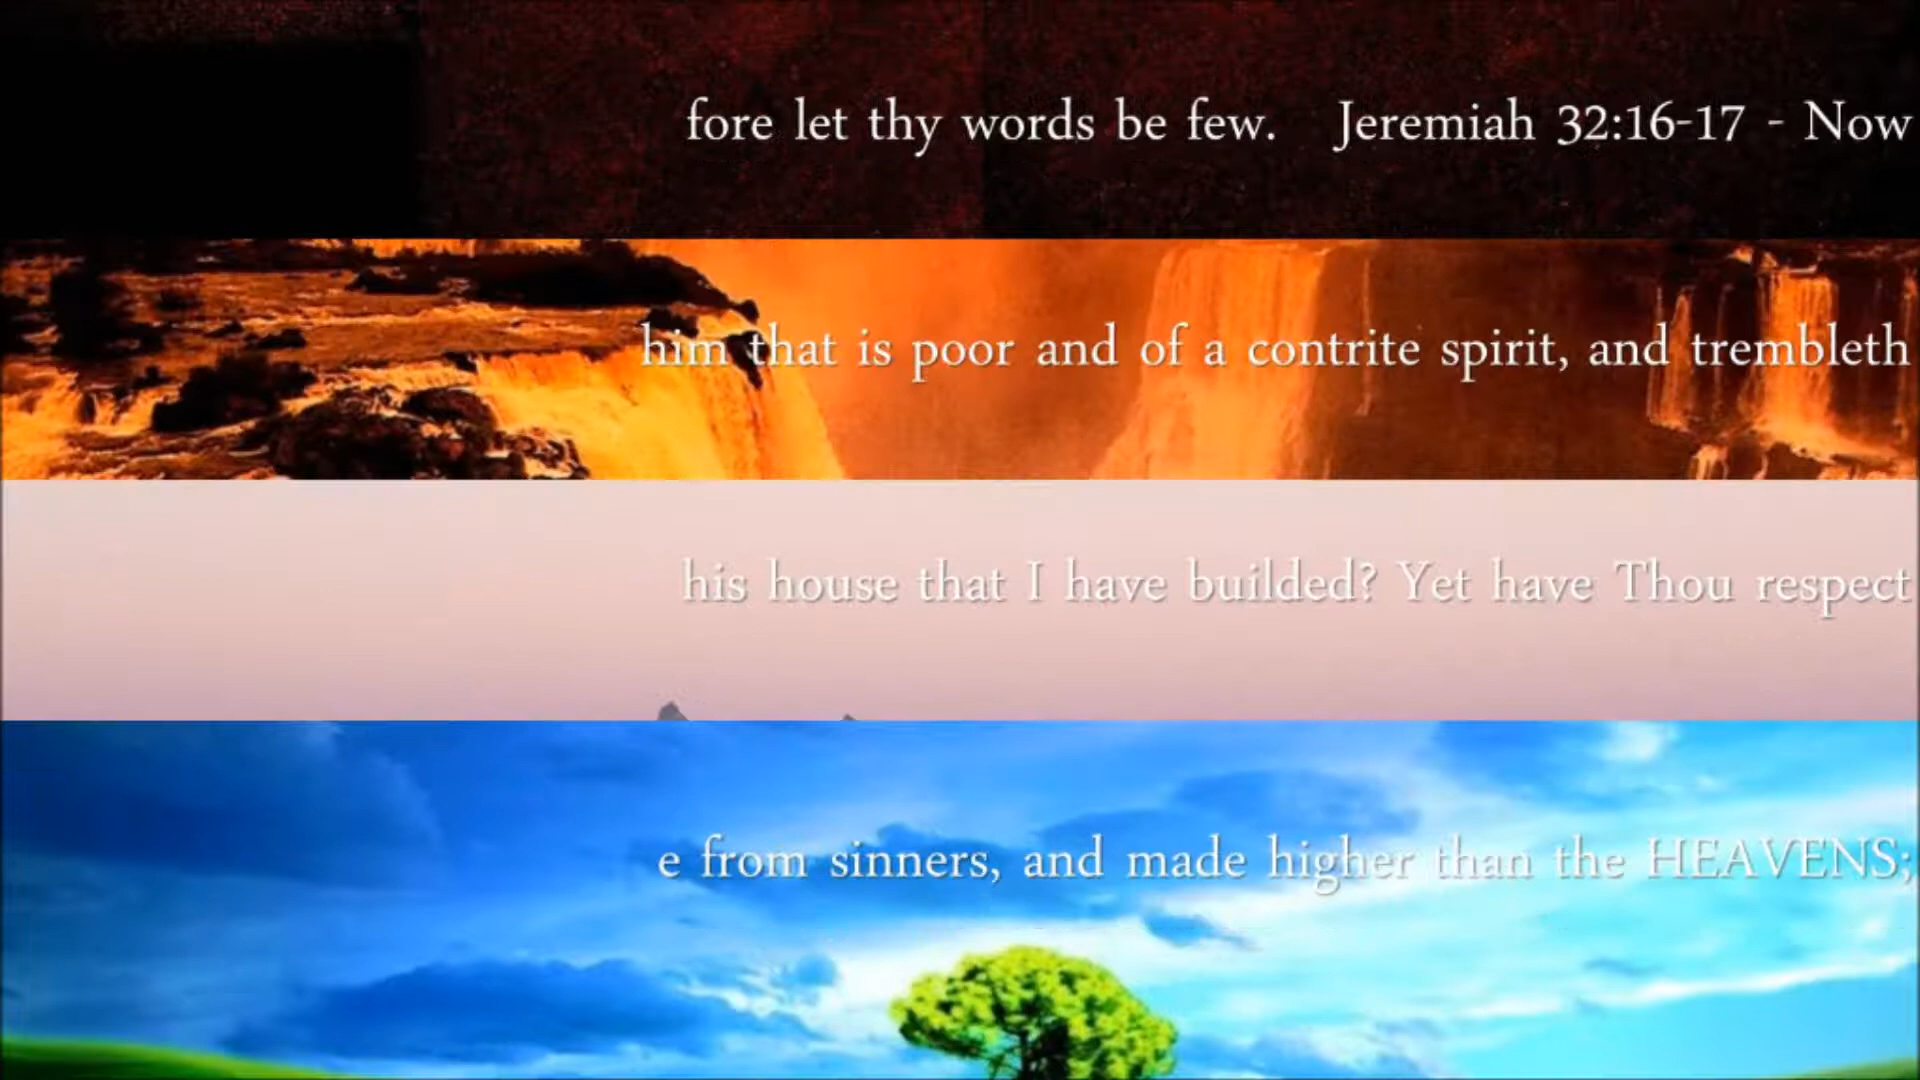 fore let thy words be few. Jeremiah 32:16-17 - Now
him that is poor and of a contrite spirit, and trembleth
his house that I have builded? Yet have Thou respect
e from sinners, and made higher than the HEAVENS;